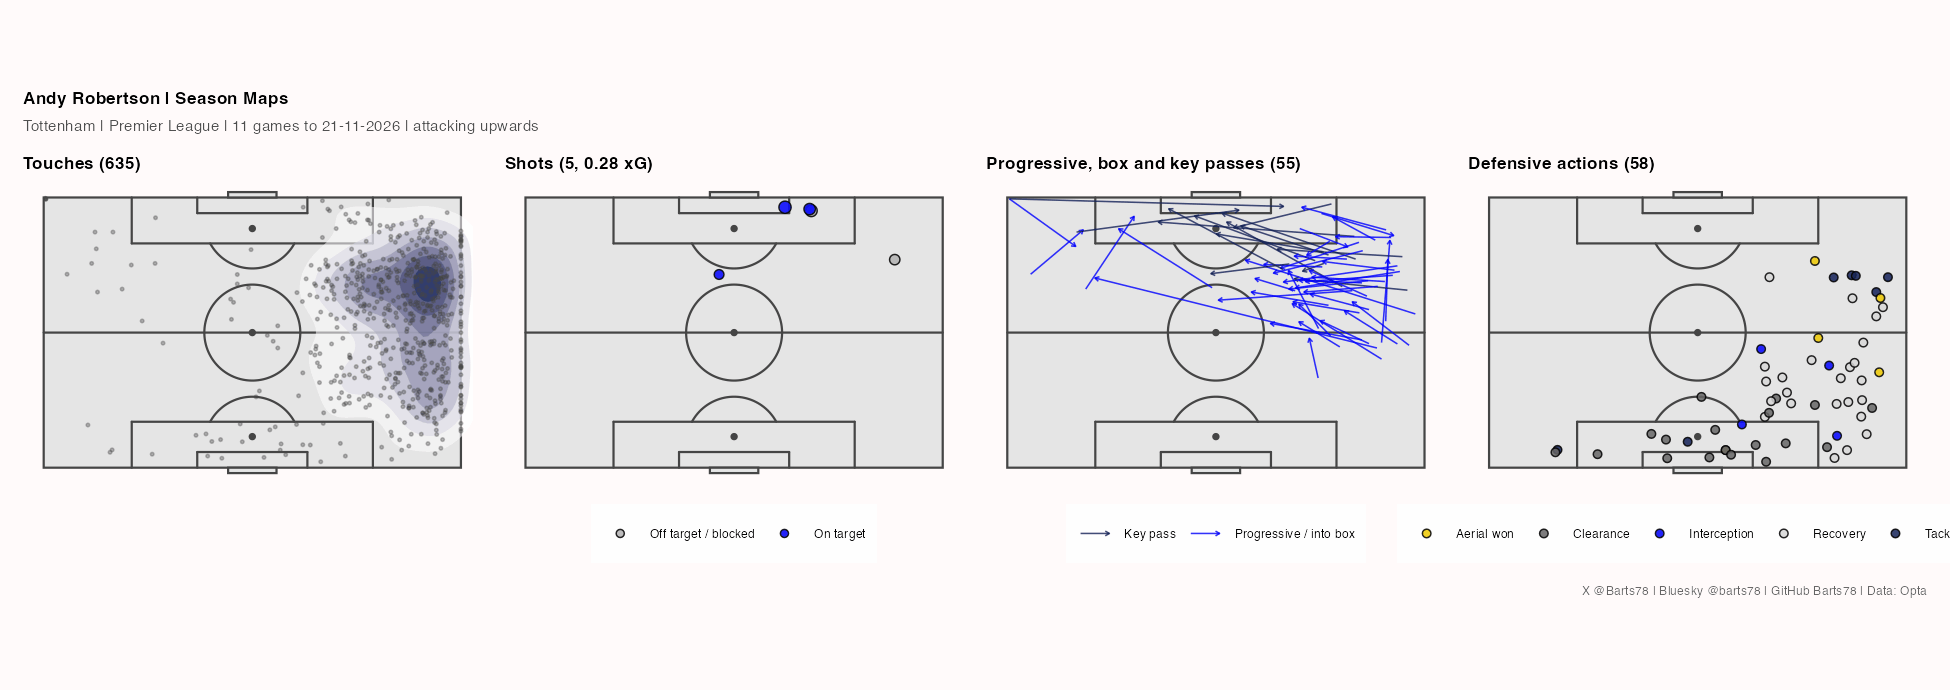 Andy Robertson | Season Maps
Tottenham | Premier League | 11 games to 21-11-2026 | attacking upwards
Touches (635)
Shots (5, 0.28 xG)
Progressive, box and key passes (55)
Defensive actions (58)
Off target / blocked
On target
Key pass
Progressive / into box
Aerial won
Clearance
Interception
Recovery
Tack
X @Barts78 | Bluesky @barts78 | GitHub Barts78 | Data: Opta